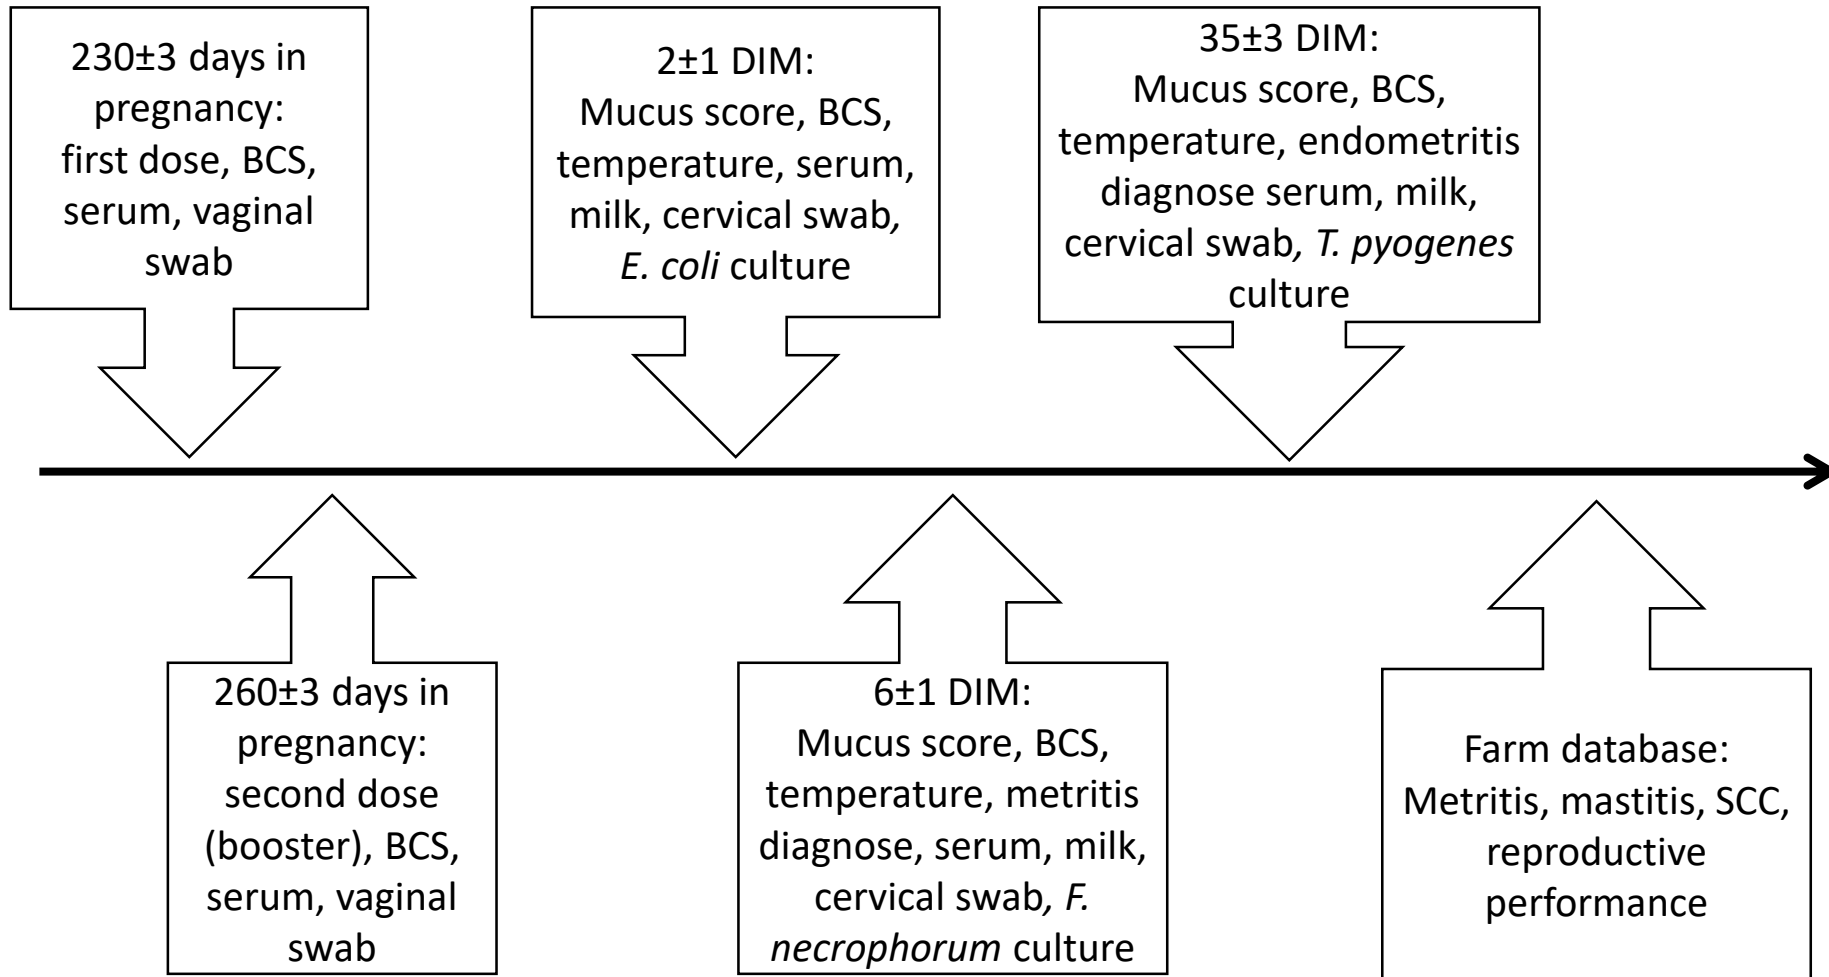 230±3 days in
pregnancy:
first dose, BCS,
serum, vaginal
swab
2±1 DIM:
Mucus score, BCS,
temperature, serum,
milk, cervical swab,
E. coli culture
35±3 DIM:
Mucus score, BCS,
temperature, endometritis
diagnose serum, milk,
cervical swab, T. pyogenes
culture
260±3 days in
pregnancy:
second dose
(booster), BCS,
serum, vaginal
swab
6±1 DIM:
Mucus score, BCS,
temperature, metritis
diagnose, serum, milk,
cervical swab, F.
necrophorum culture
Farm database:
Metritis, mastitis, SCC,
reproductive
performance